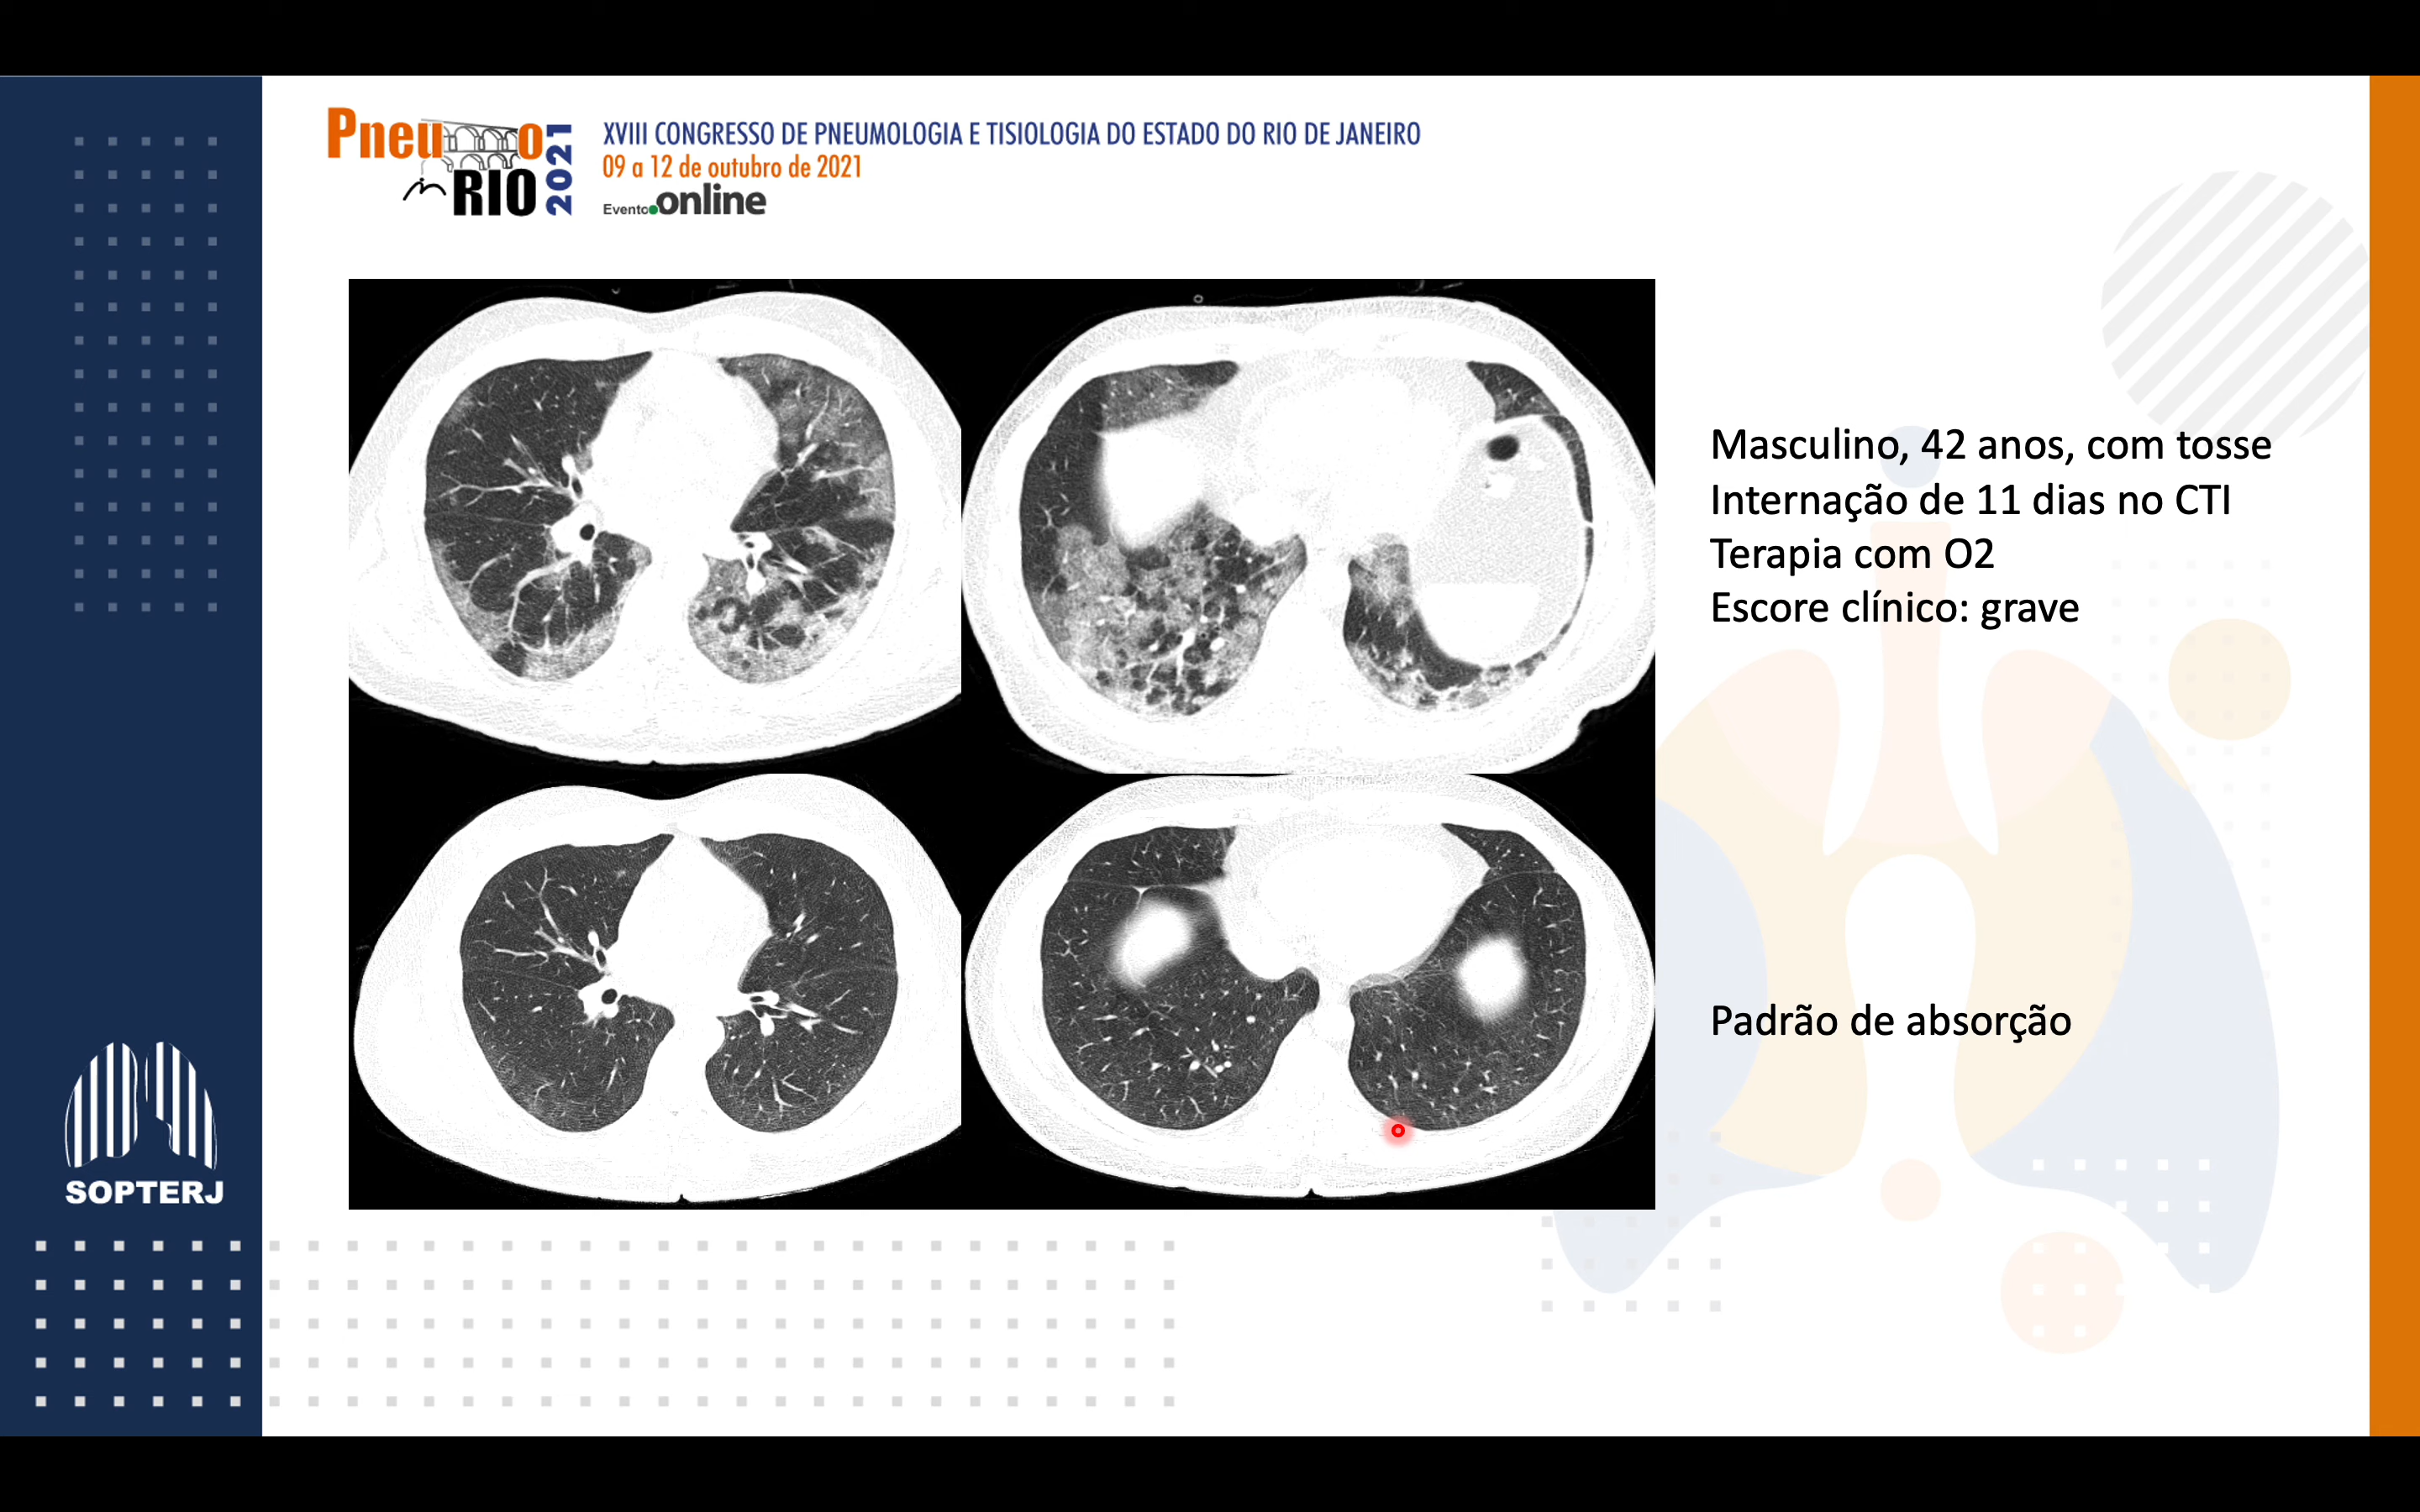 Pneumo
in RIO
2021
XVIII CONGRESSO DE PNEUMOLOGIA E TISIOLOGIA DO ESTADO DO RIO DE JANEIRO
09 a 12 de outubro de 2021
Evento online
Masculino, 42 anos, com tosse
Internação de 11 dias no CTI
Terapia com O2
Escore clínico: grave
Padrão de absorção
SOPTERJ